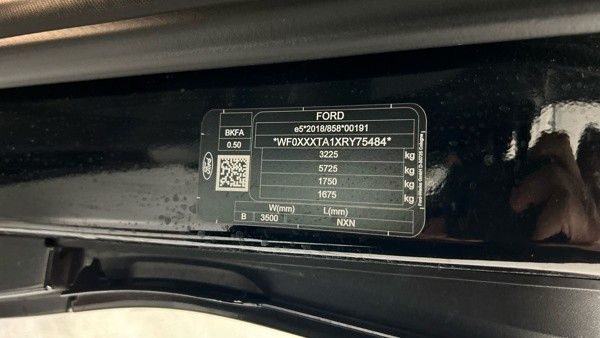 FORD
BKFA
e5*2018/858*00191
0.50
*WF0XXXTA1XRY75484*
3225 kg
5725 kg
1750 kg
1675 kg
Ford
W(mm) L(mm)
B 3500 NXN